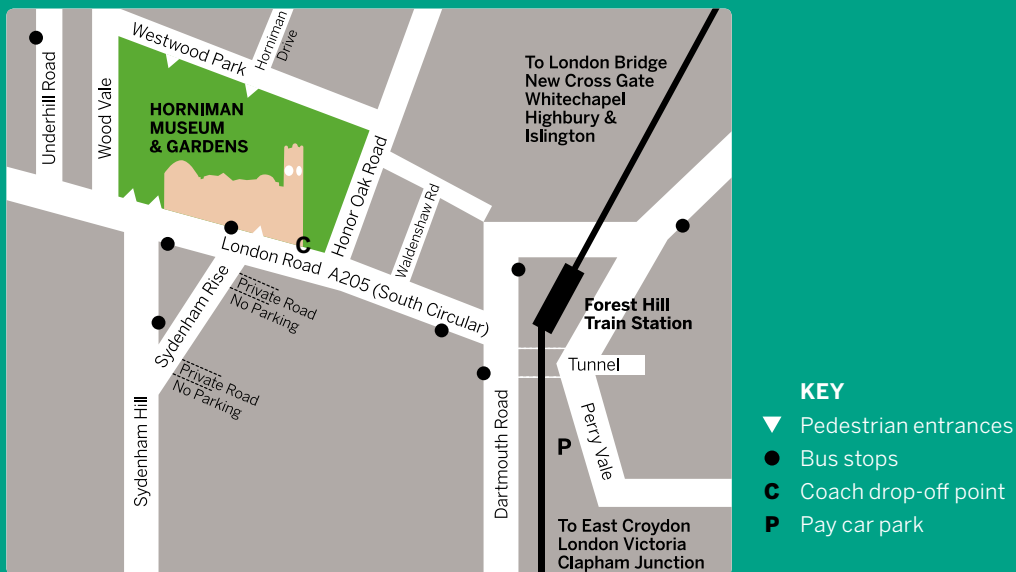 Westwood Park
Horniman
Drive
Underhill Road
Wood Vale
HORNIMAN
MUSEUM
& GARDENS
To London Bridge
New Cross Gate
Whitechapel
Highbury &
Islington
Honor Oak Road
Waldenshaw Rd
C
London Road A205 (South Circular)
Sydenham Rise
Private Road
No Parking
Private Road
No Parking
Sydenham Hill
Forest Hill
Train Station
Tunnel
Dartmouth Road
P
Perry Vale
To East Croydon
London Victoria
Clapham Junction
KEY
Pedestrian entrances
Bus stops
C Coach drop-off point
P Pay car park